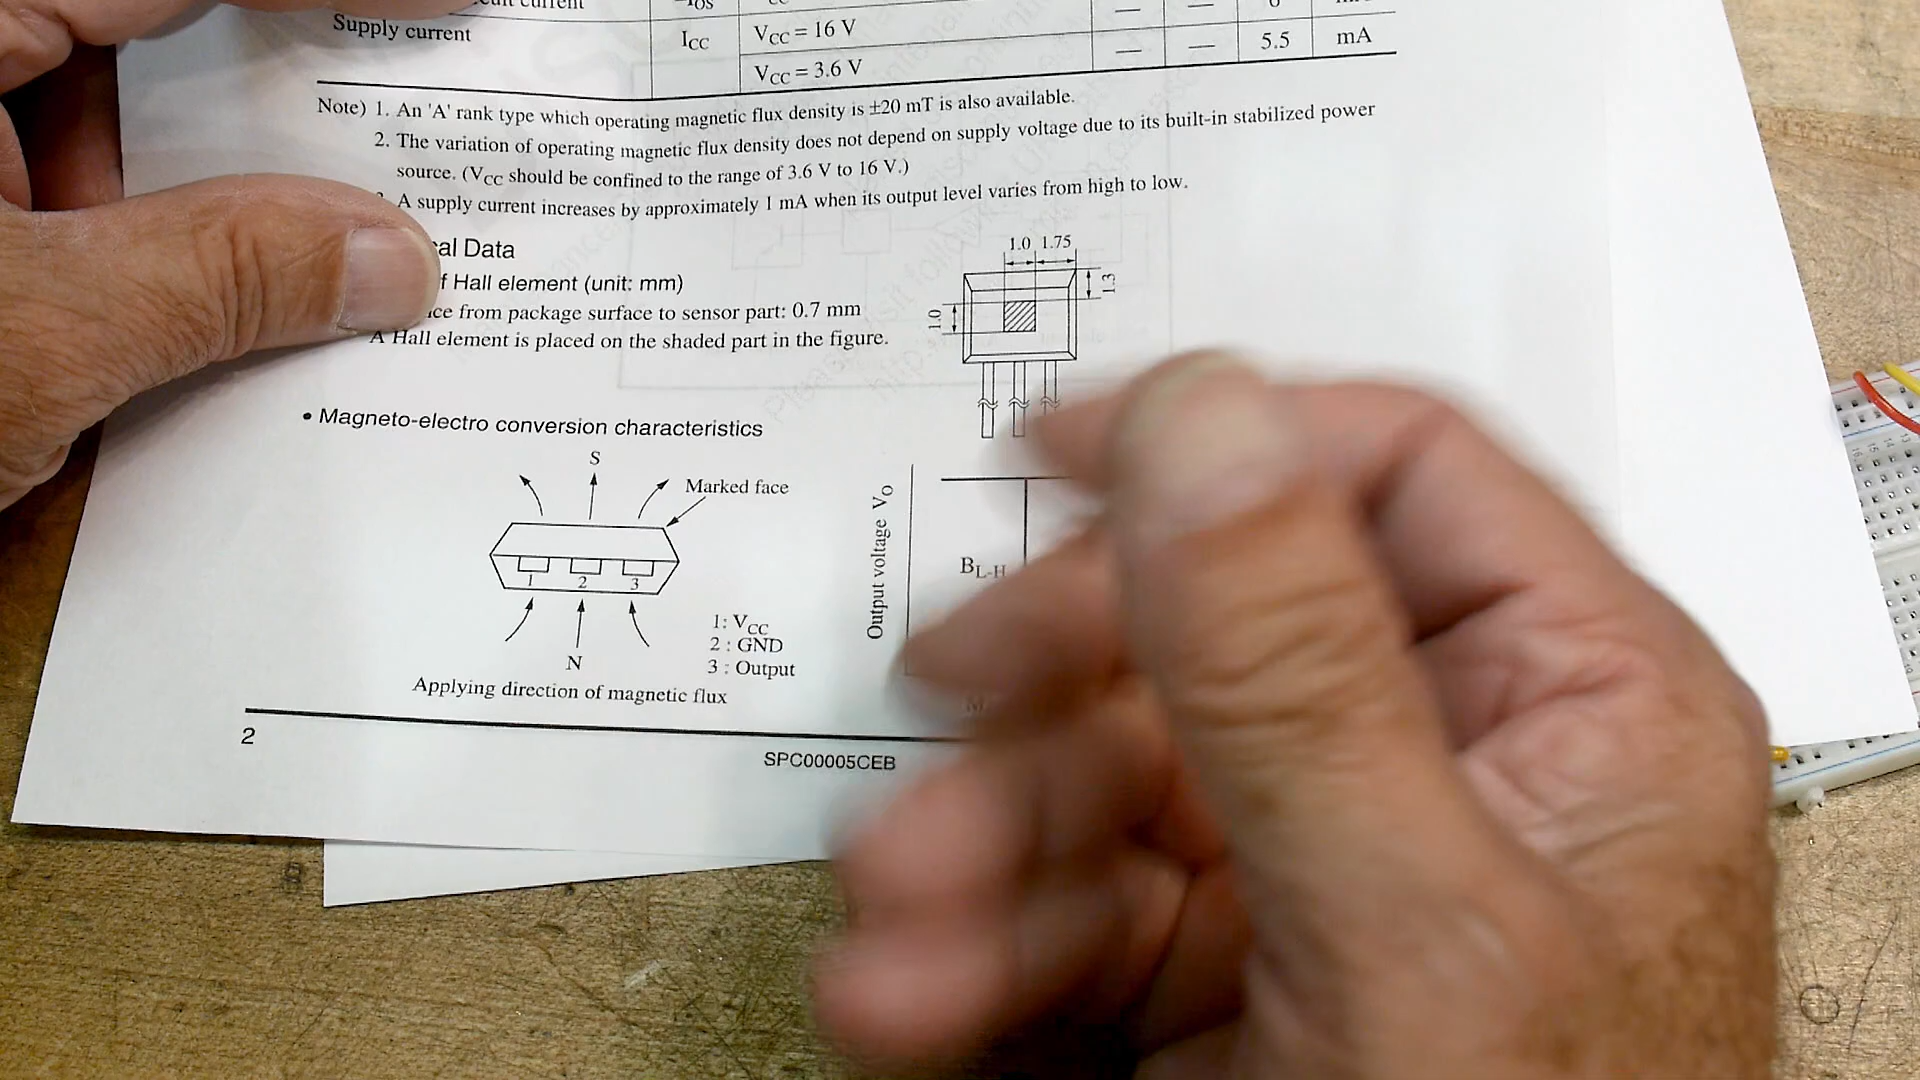 Supply current
ICC
VCC = 16 V
— — 6
VCC = 3.6 V
— — 5.5 mA
Note) 1. An 'A' rank type which operating magnetic flux density is ±20 mT is also available.
2. The variation of operating magnetic flux density does not depend on supply voltage due to its built-in stabilized power
source. (VCC should be confined to the range of 3.6 V to 16 V.)
A supply current increases by approximately 1 mA when its output level varies from high to low.
al Data
f Hall element (unit: mm)
ce from package surface to sensor part: 0.7 mm
A Hall element is placed on the shaded part in the figure.
1.0 1.75
1.3
1.0
• Magneto-electro conversion characteristics
S
Marked face
1 2 3
N
1 : VCC
2 : GND
3 : Output
Applying direction of magnetic flux
Output voltage VO
BL-H
2
SPC00005CEB